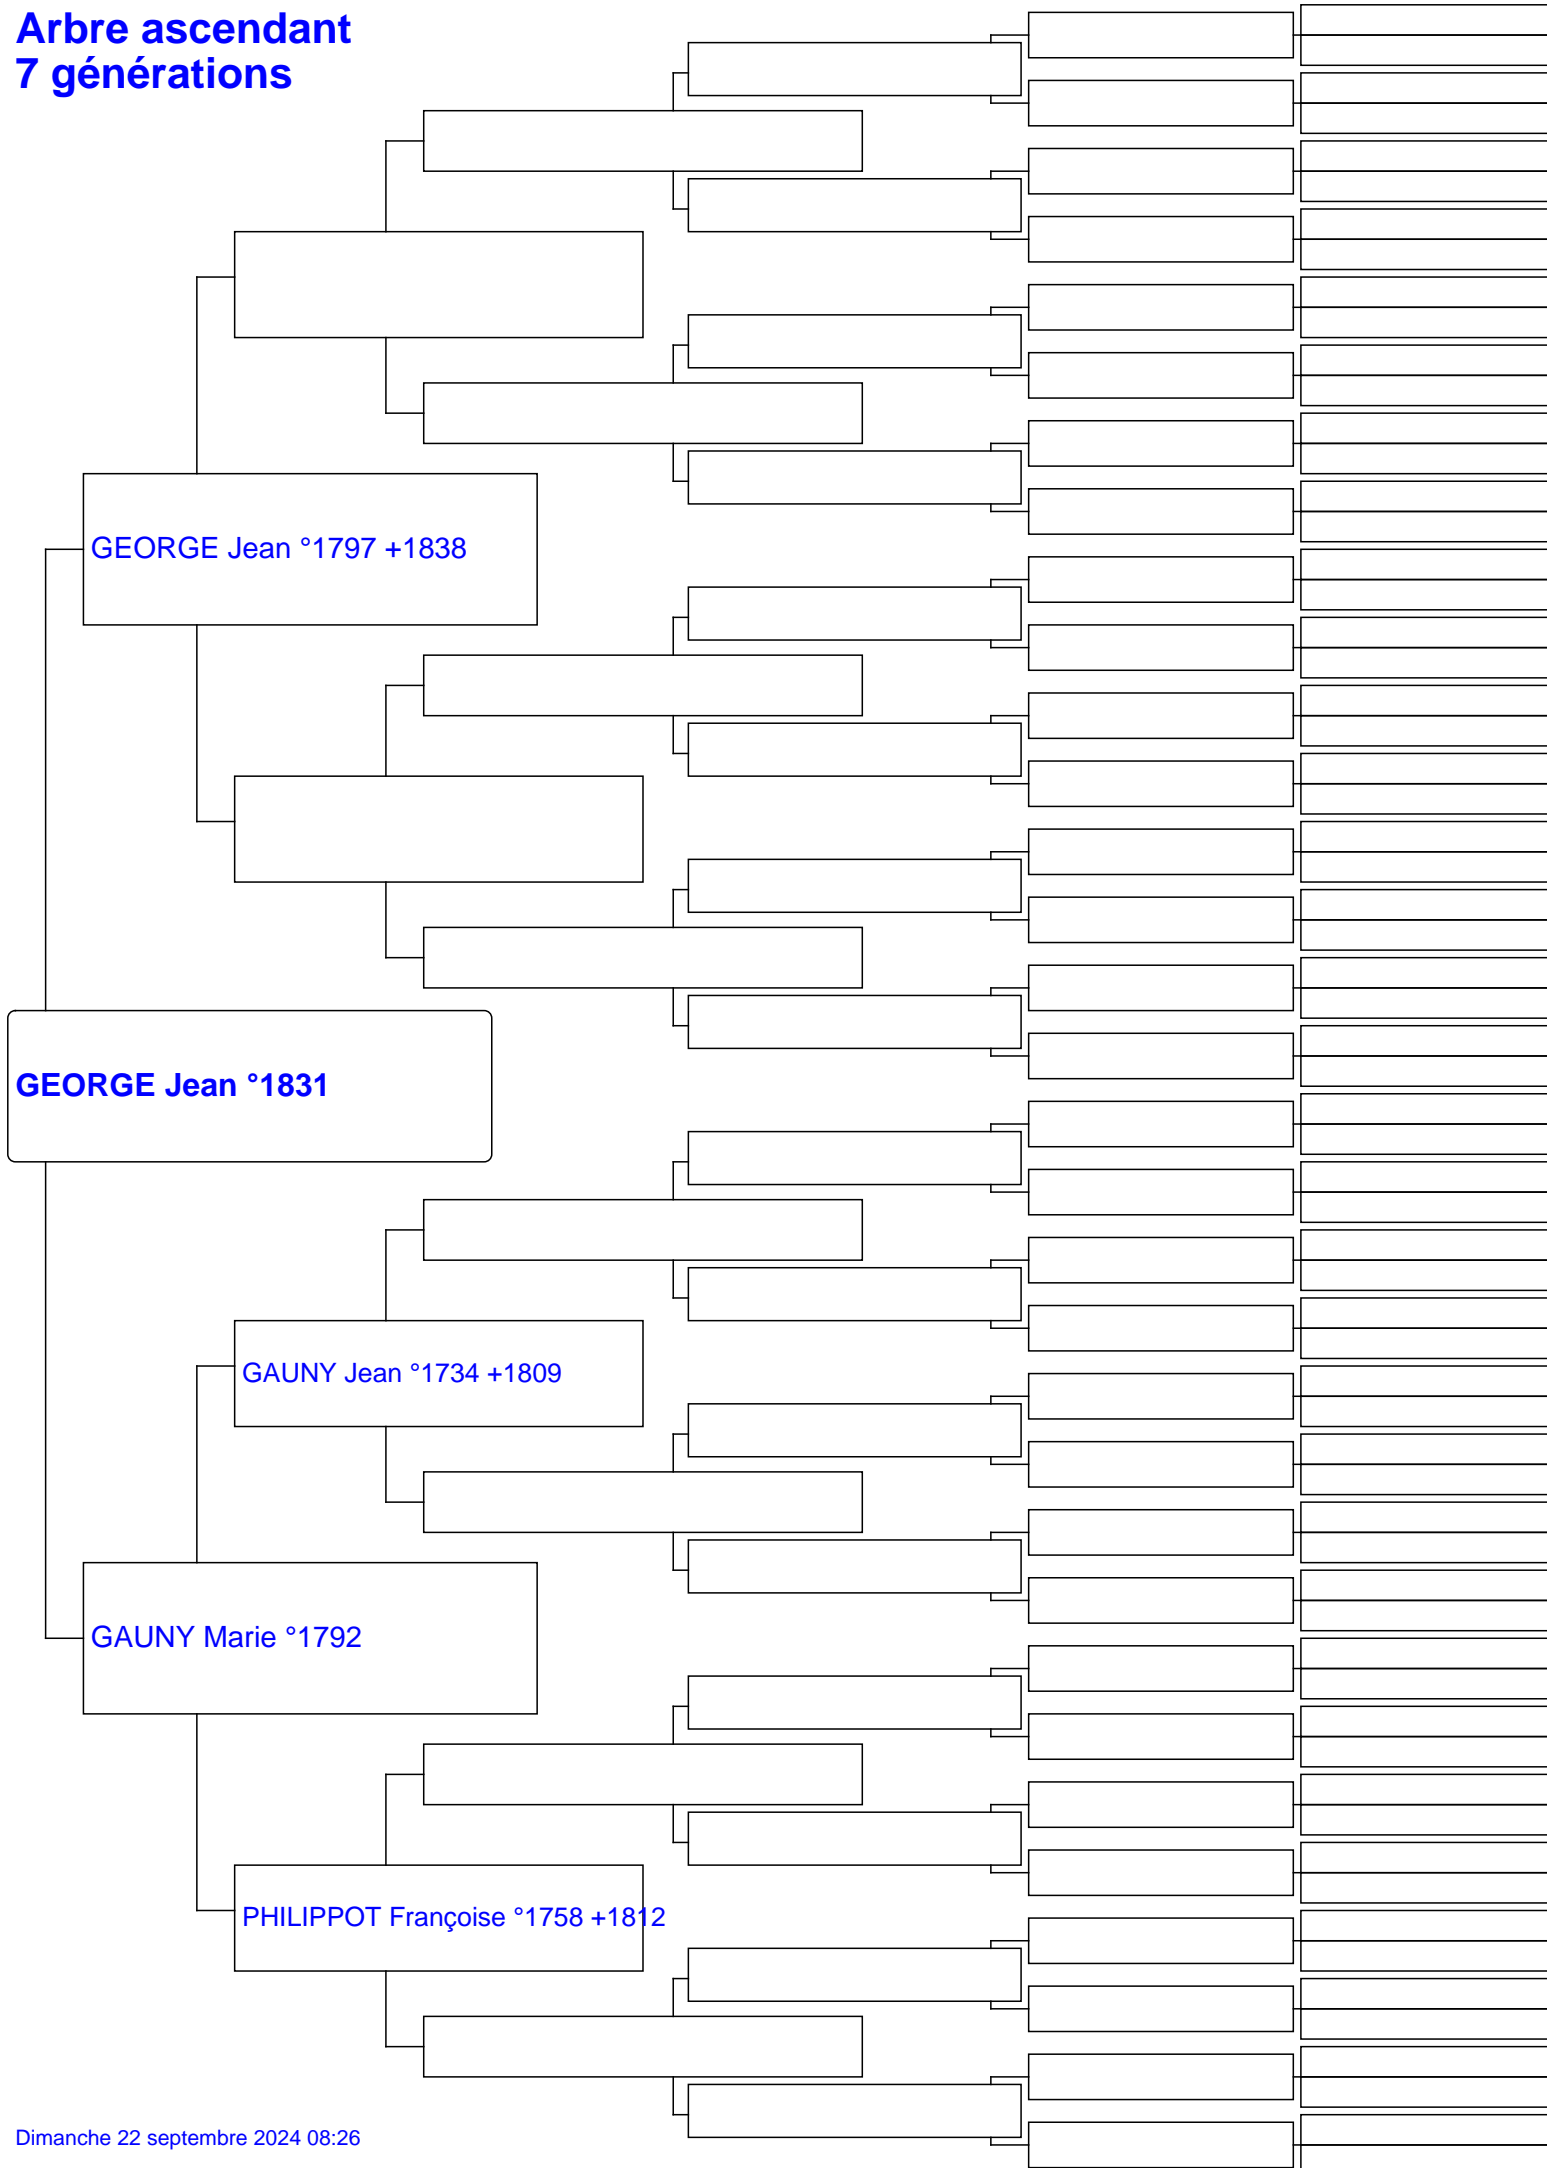 Arbre ascendant
7 générations
GEORGE Jean °1797 +1838
GEORGE Jean °1831
GAUNY Jean °1734 +1809
GAUNY Marie °1792
PHILIPPOT Françoise °1758 +1812
Dimanche 22 septembre 2024 08:26